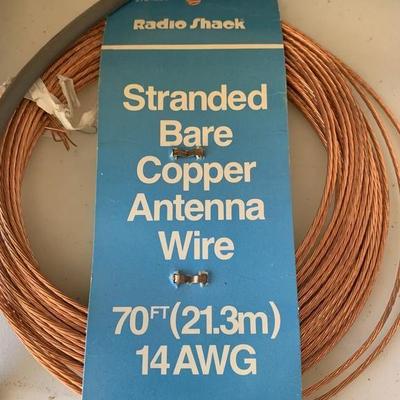 Radio Shack
Stranded
Bare
Copper
Antenna
Wire
70FT(21.3m)
14AWG